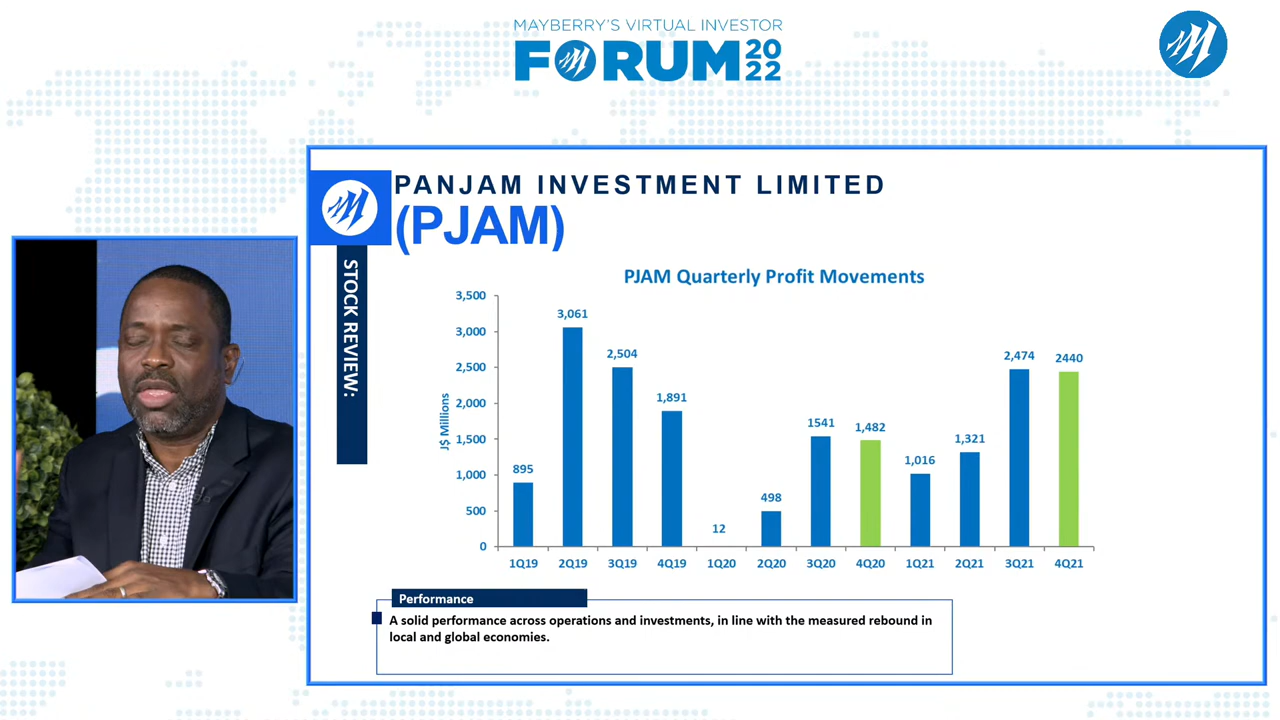 MAYBERRY'S VIRTUAL INVESTOR
FORUM 20
22
PANJAM INVESTMENT LIMITED
(PJAM)
STOCK REVIEW:
PJAM Quarterly Profit Movements
J$ Millions
3,500
3,000
2,500
2,000
1,500
1,000
500
0
895
3,061
2,504
1,891
12
498
1541
1,482
1,016
1,321
2,474
2440
1Q19 2Q19 3Q19 4Q19 1Q20 2Q20 3Q20 4Q20 1Q21 2Q21 3Q21 4Q21
Performance
A solid performance across operations and investments, in line with the measured rebound in
local and global economies.